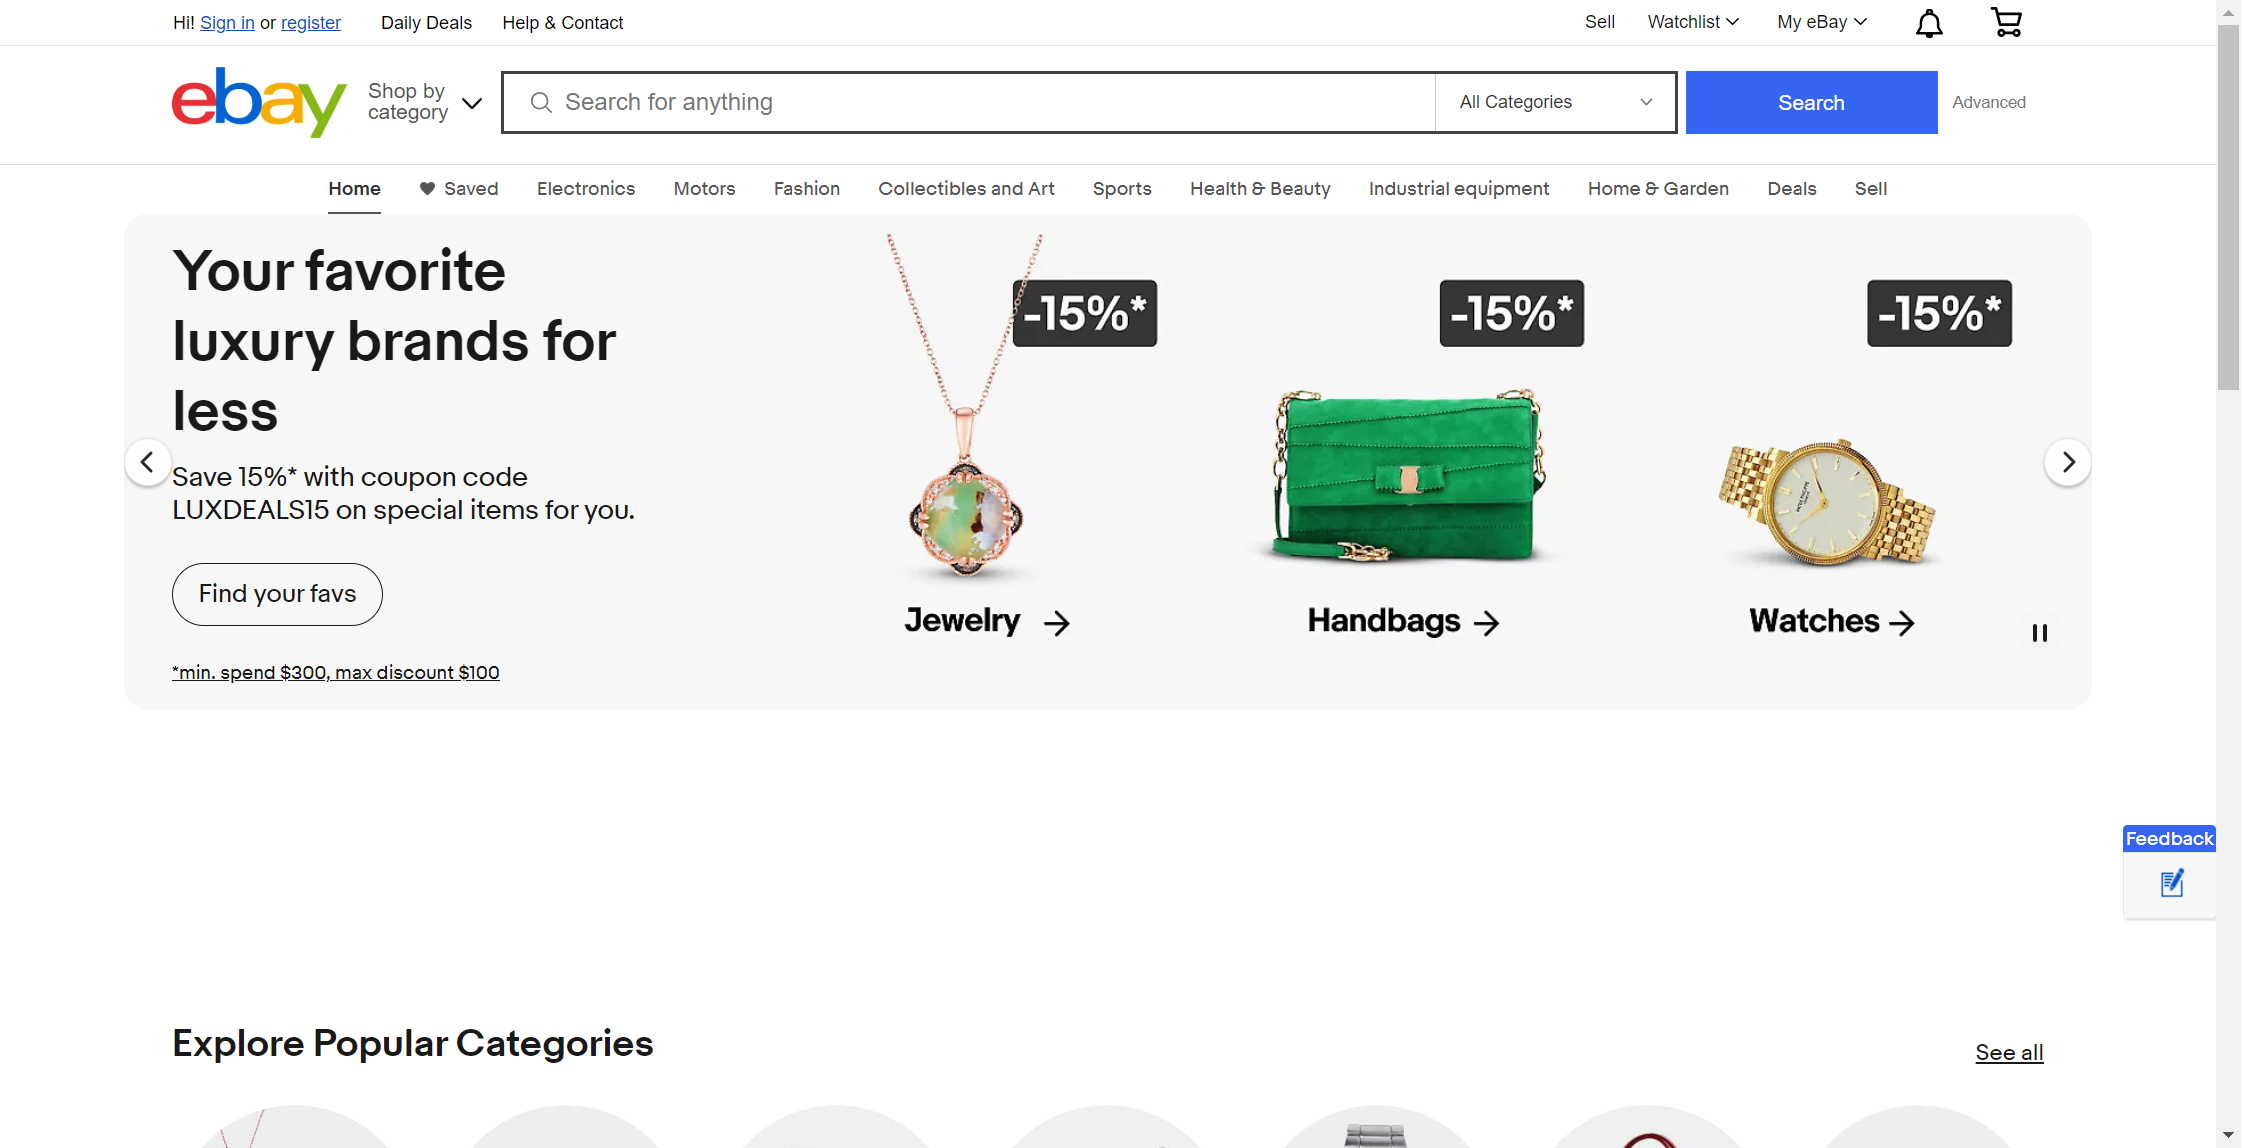 Hi! Sign in or register
Daily Deals
Help & Contact
Sell
Watchlist
My eBay
ebay
Shop by
category
Search for anything
All Categories
Search
Advanced
Home
Saved
Electronics
Motors
Fashion
Collectibles and Art
Sports
Health & Beauty
Industrial equipment
Home & Garden
Deals
Sell
Your favorite
luxury brands for
less
Save 15%* with coupon code
LUXDEALS15 on special items for you.
Find your favs
*min. spend $300, max discount $100
-15%*
Jewelry
-15%*
Handbags
-15%*
PATEK PHILIPPE
Watches
Feedback
Explore Popular Categories
See all